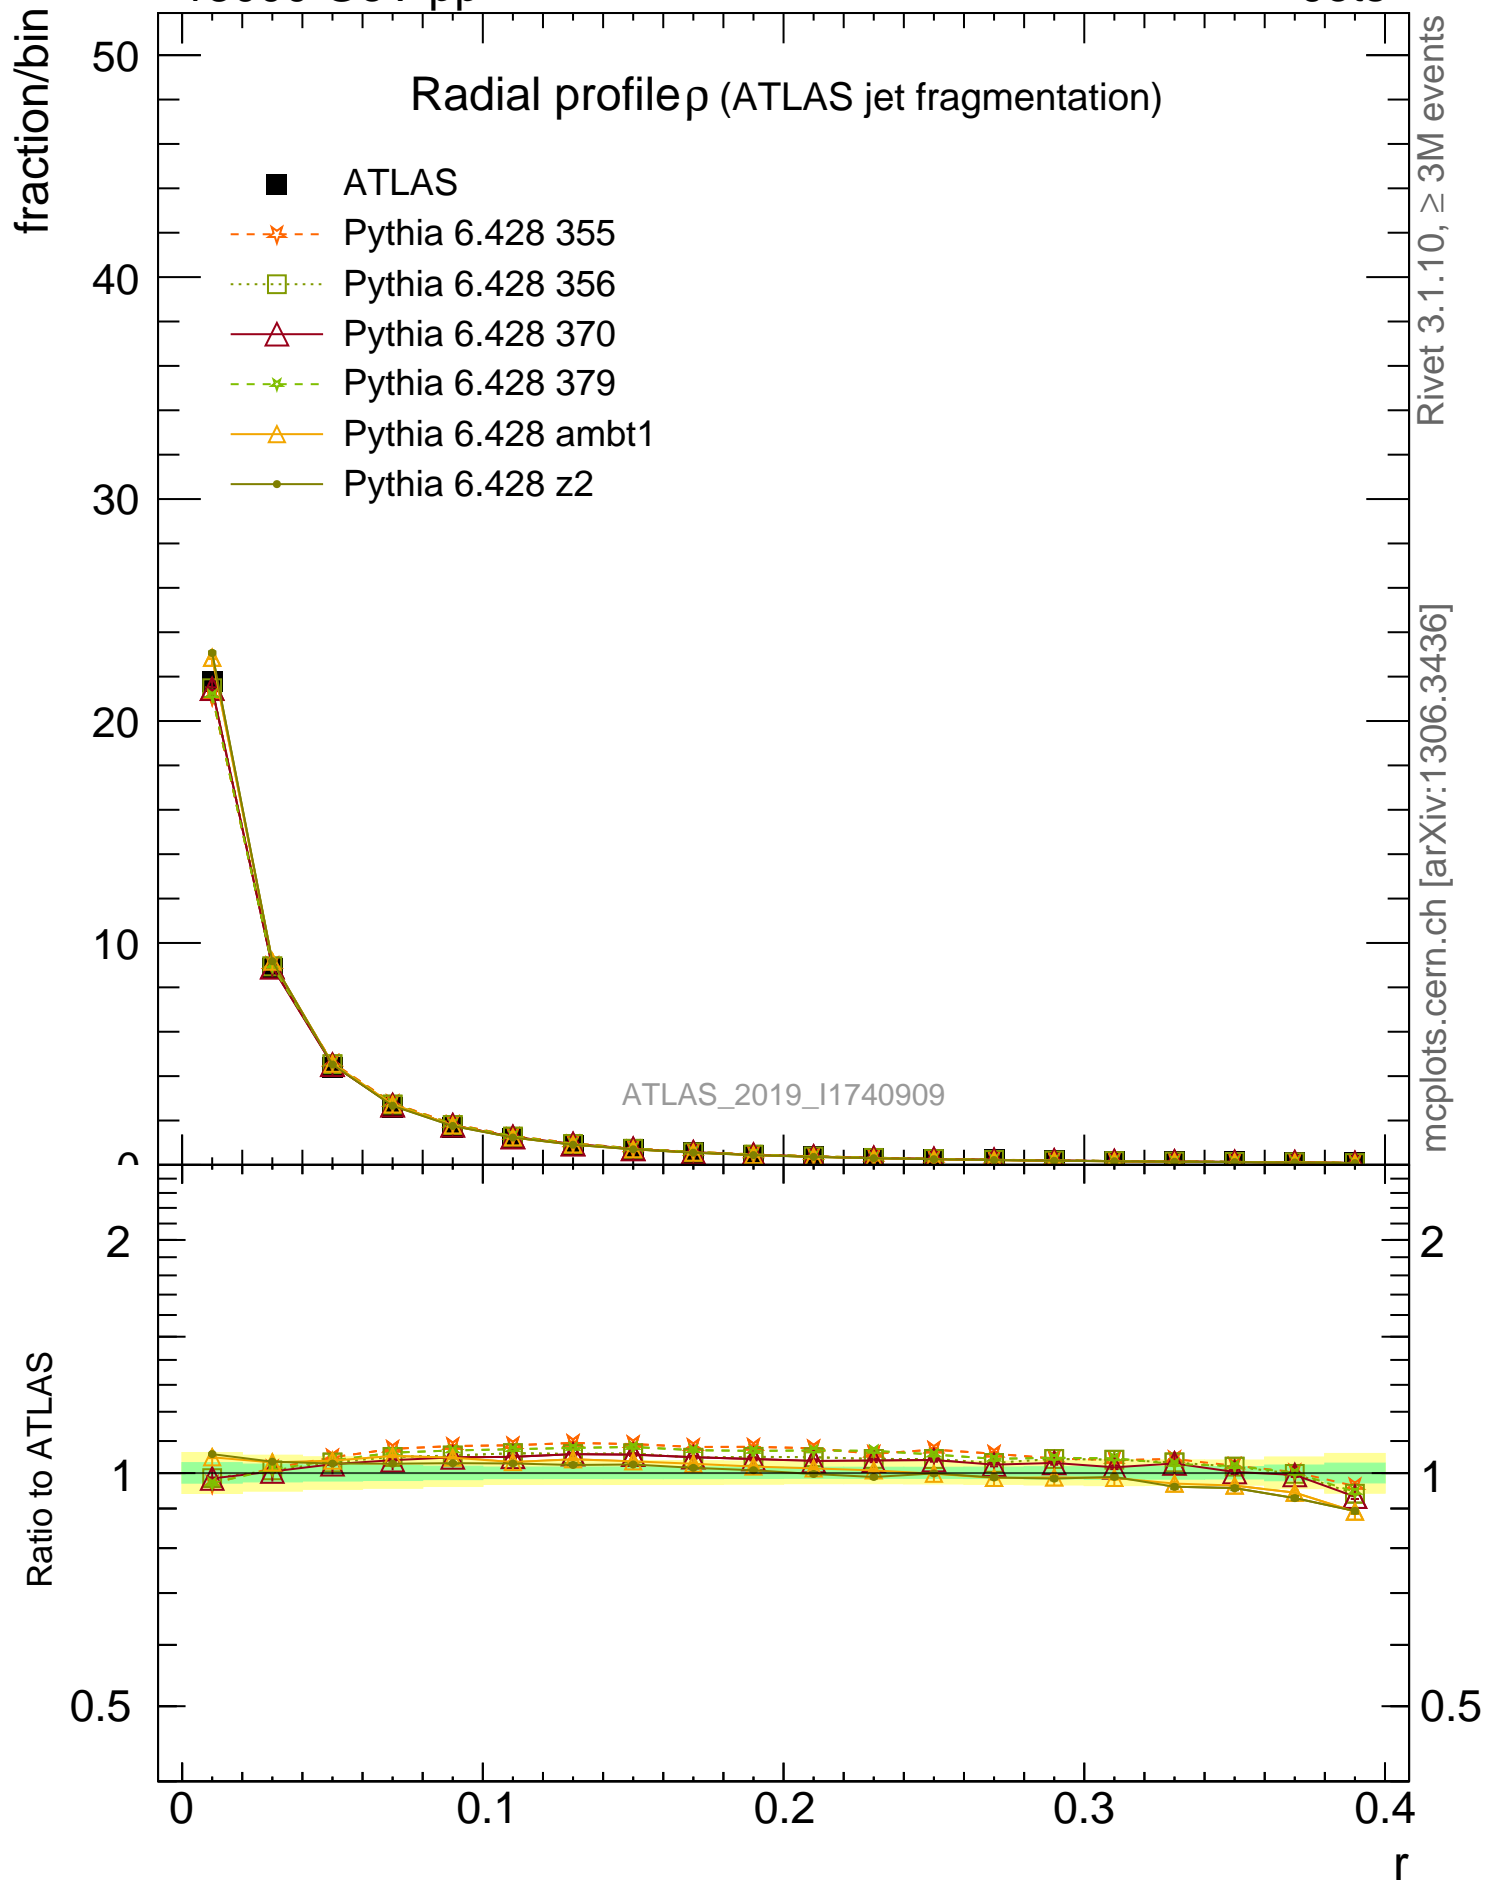 fraction/bin
Radial profile ρ (ATLAS jet fragmentation)
ATLAS
Pythia 6.428 355
Pythia 6.428 356
Pythia 6.428 370
Pythia 6.428 379
Pythia 6.428 ambt1
Pythia 6.428 z2
50
40
30
20
10
0
ATLAS_2019_I1740909
Rivet 3.1.10, ≥ 3M events
mcplots.cern.ch [arXiv:1306.3436]
Ratio to ATLAS
2
1
0.5
2
1
0.5
0 0.1 0.2 0.3 0.4
r